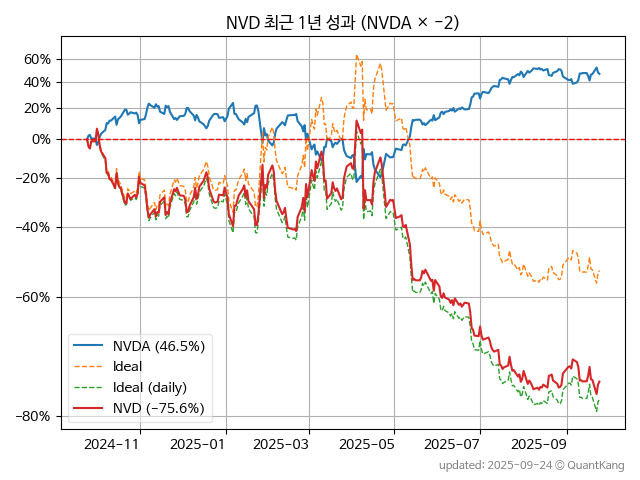 NVD 최근 1년 성과 (NVDA × −2)
60%
40%
20%
0%
−20%
−40%
−60%
−80%
NVDA (46.5%)
Ideal
Ideal (daily)
NVD (−75.6%)
2024-11
2025-01
2025-03
2025-05
2025-07
2025-09
updated: 2025-09-24 © QuantKang